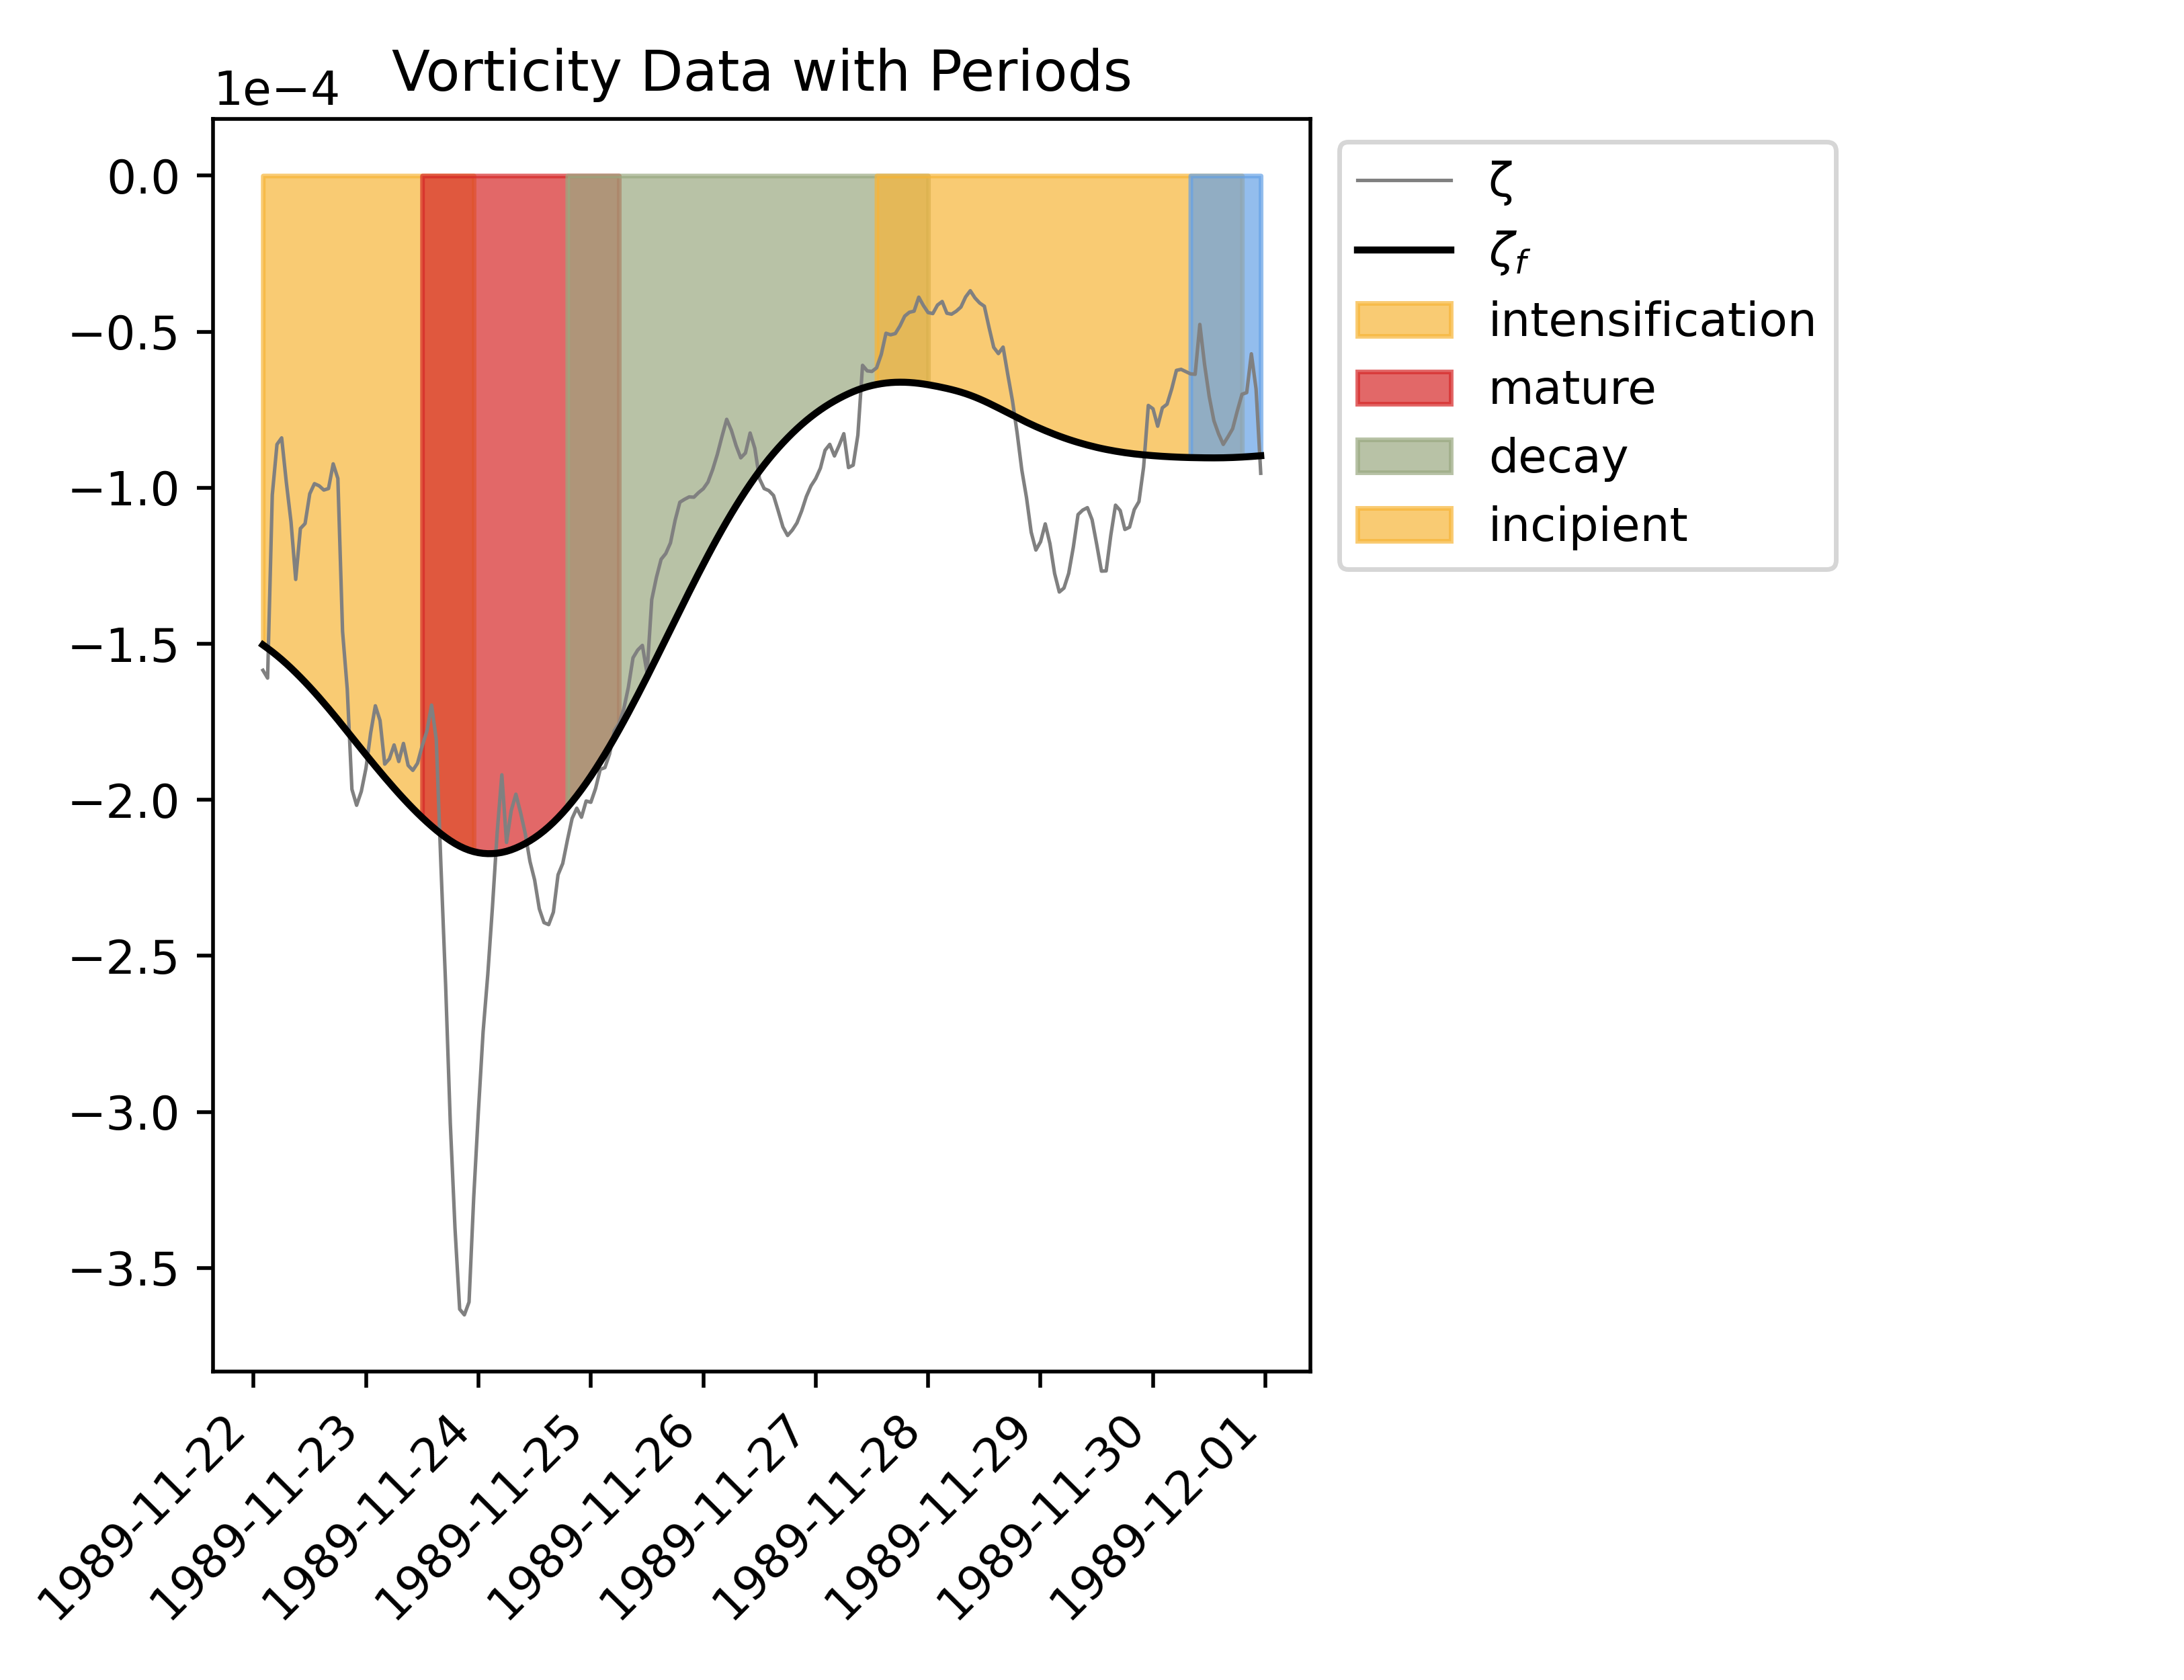 Vorticity Data with Periods
1e−4
0.0
−0.5
−1.0
−1.5
−2.0
−2.5
−3.0
−3.5
1989-11-22
1989-11-23
1989-11-24
1989-11-25
1989-11-26
1989-11-27
1989-11-28
1989-11-29
1989-11-30
1989-12-01
ζ
ζf
intensification
mature
decay
incipient